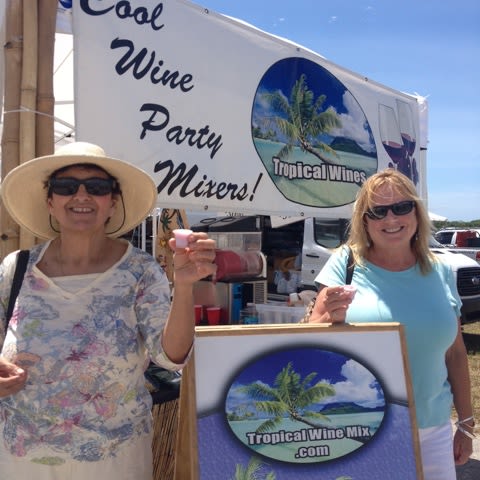 Cool
Wine
Party
Mixers!
Tropical Wines
Tropical Wine Mix
.com